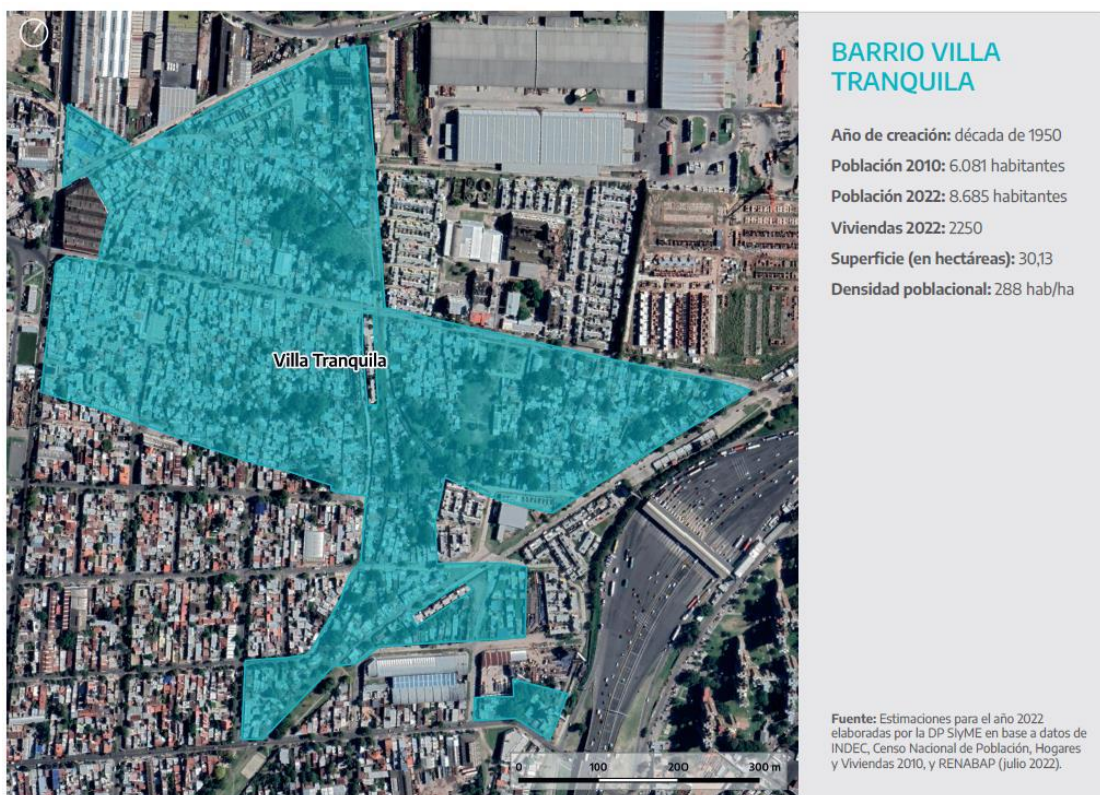 BARRIO VILLA
TRANQUILA
Año de creación: década de 1950
Población 2010: 6.081 habitantes
Población 2022: 8.685 habitantes
Viviendas 2022: 2250
Superficie (en hectáreas): 30,13
Densidad poblacional: 288 hab/ha
Villa Tranquila
0 100 200 300 m
Fuente: Estimaciones para el año 2022
elaboradas por la DP SIyME en base a datos de
INDEC, Censo Nacional de Población, Hogares
y Viviendas 2010, y RENABAP (julio 2022).